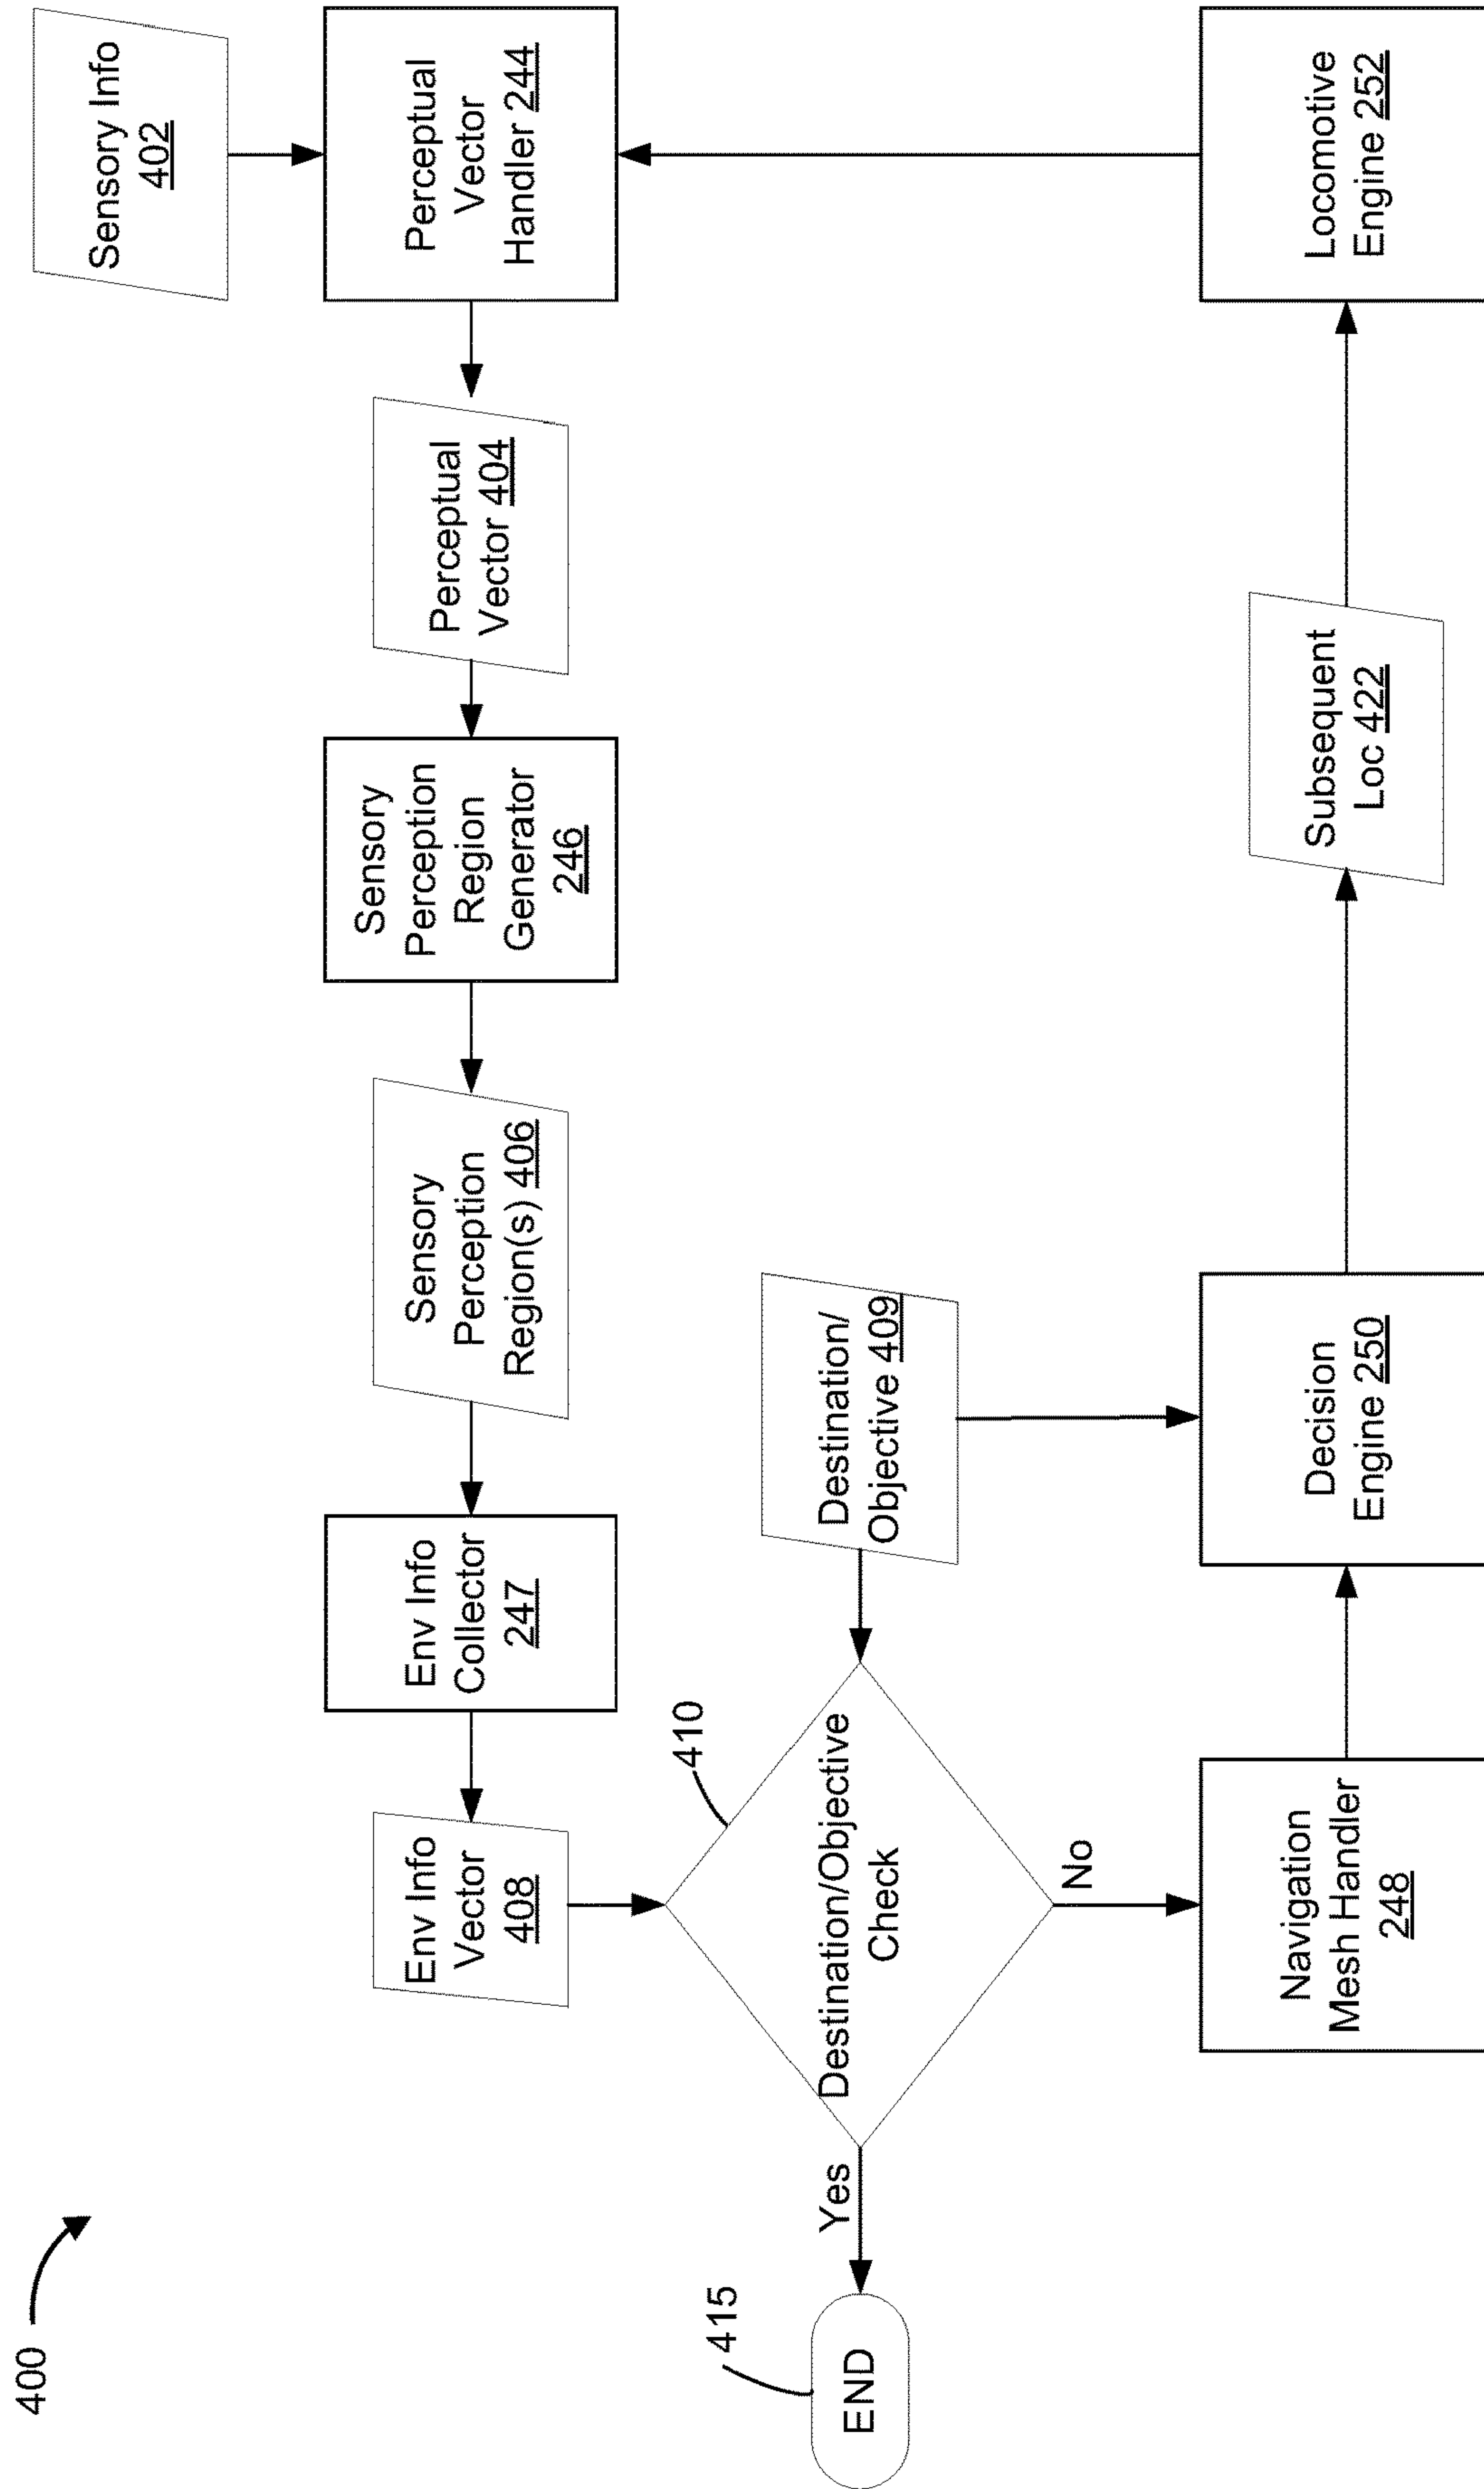 400
Sensory Info
402
Perceptual
Vector
Handler 244
Perceptual
Vector 404
Sensory
Perception
Region
Generator
246
Sensory
Perception
Region(s) 406
Env Info
Collector
247
Env Info
Vector
408
410
Destination/Objective
Check
Destination/
Objective 409
Yes
415
END
No
Navigation
Mesh Handler
248
Decision
Engine 250
Subsequent
Loc 422
Locomotive
Engine 252